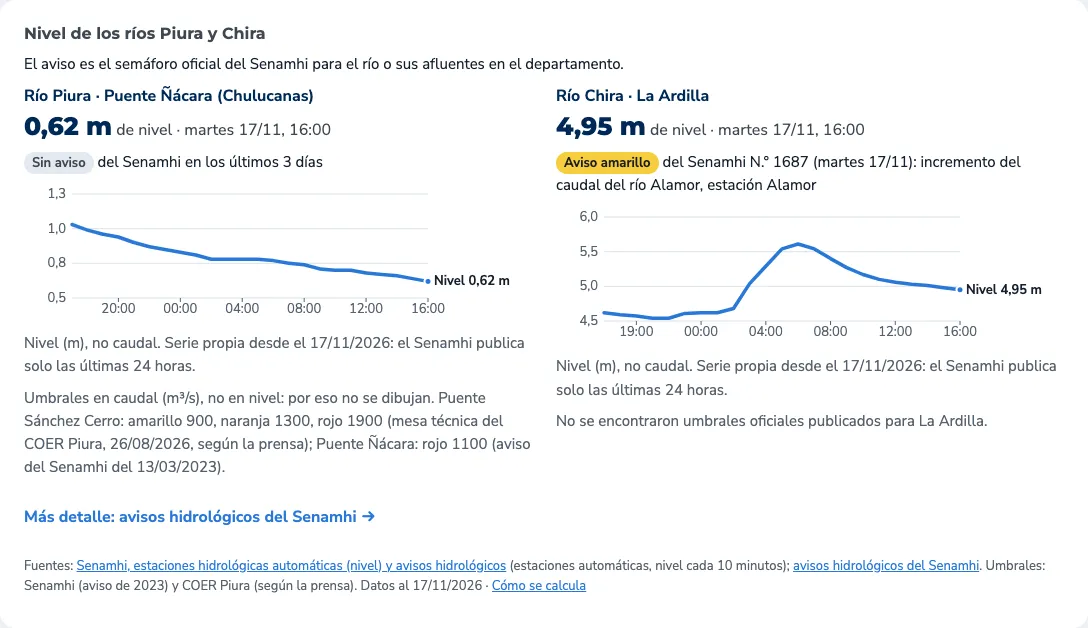 Nivel de los ríos Piura y Chira
El aviso es el semáforo oficial del Senamhi para el río o sus afluentes en el departamento.
Río Piura · Puente Ñácara (Chulucanas)
0,62 m de nivel · martes 17/11, 16:00
Sin aviso del Senamhi en los últimos 3 días
1,3
1,0
0,8
0,5
Nivel 0,62 m
20:00 00:00 04:00 08:00 12:00 16:00
Nivel (m), no caudal. Serie propia desde el 17/11/2026: el Senamhi publica
solo las últimas 24 horas.
Umbrales en caudal (m³/s), no en nivel: por eso no se dibujan. Puente
Sánchez Cerro: amarillo 900, naranja 1300, rojo 1900 (mesa técnica del
COER Piura, 26/08/2026, según la prensa); Puente Ñácara: rojo 1100 (aviso
del Senamhi del 13/03/2023).
Río Chira · La Ardilla
4,95 m de nivel · martes 17/11, 16:00
Aviso amarillo del Senamhi N.º 1687 (martes 17/11): incremento del
caudal del río Alamor, estación Alamor
6,0
5,5
5,0
4,5
Nivel 4,95 m
19:00 00:00 04:00 08:00 12:00 16:00
Nivel (m), no caudal. Serie propia desde el 17/11/2026: el Senamhi publica
solo las últimas 24 horas.
No se encontraron umbrales oficiales publicados para La Ardilla.
Más detalle: avisos hidrológicos del Senamhi →
Fuentes: Senamhi, estaciones hidrológicas automáticas (nivel) y avisos hidrológicos (estaciones automáticas, nivel cada 10 minutos); avisos hidrológicos del Senamhi. Umbrales:
Senamhi (aviso de 2023) y COER Piura (según la prensa). Datos al 17/11/2026 · Cómo se calcula